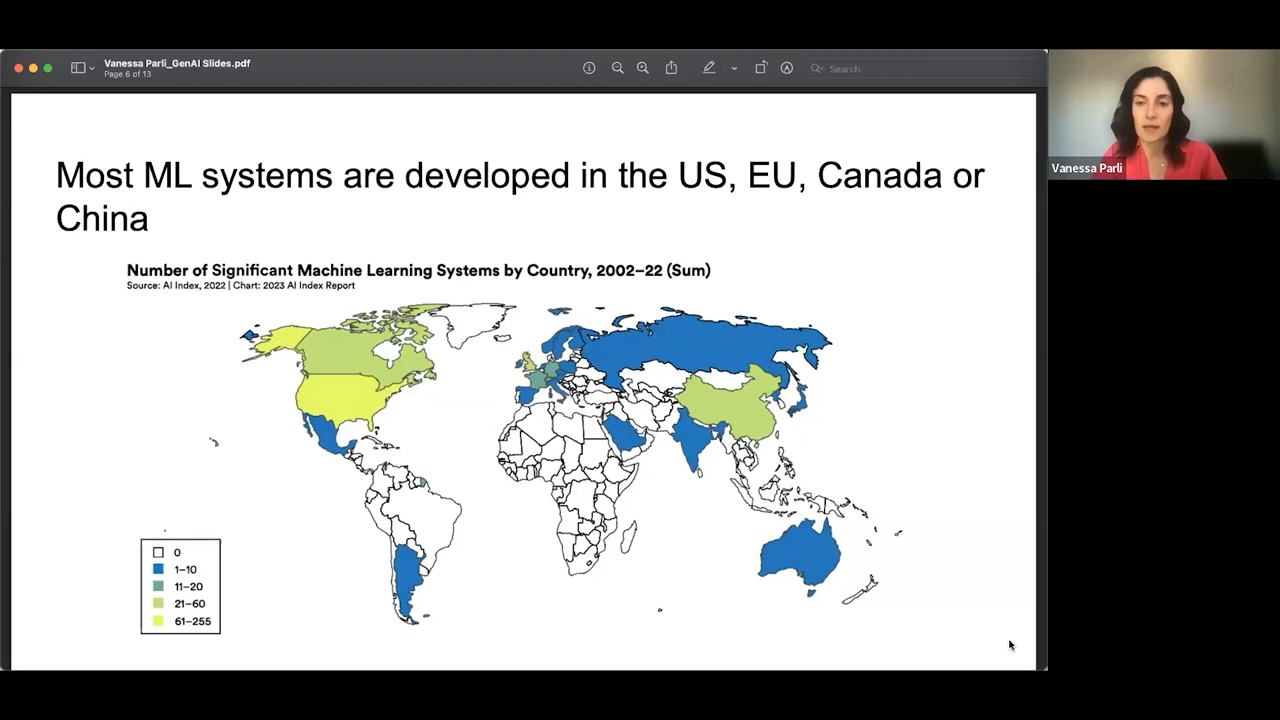 Vanessa Parli_GenAI Slides.pdf
Page 6 of 13
Search
Vanessa Parli
Most ML systems are developed in the US, EU, Canada or
China
Number of Significant Machine Learning Systems by Country, 2002–22 (Sum)
Source: AI Index, 2022 | Chart: 2023 AI Index Report
0
1–10
11–20
21–60
61–255